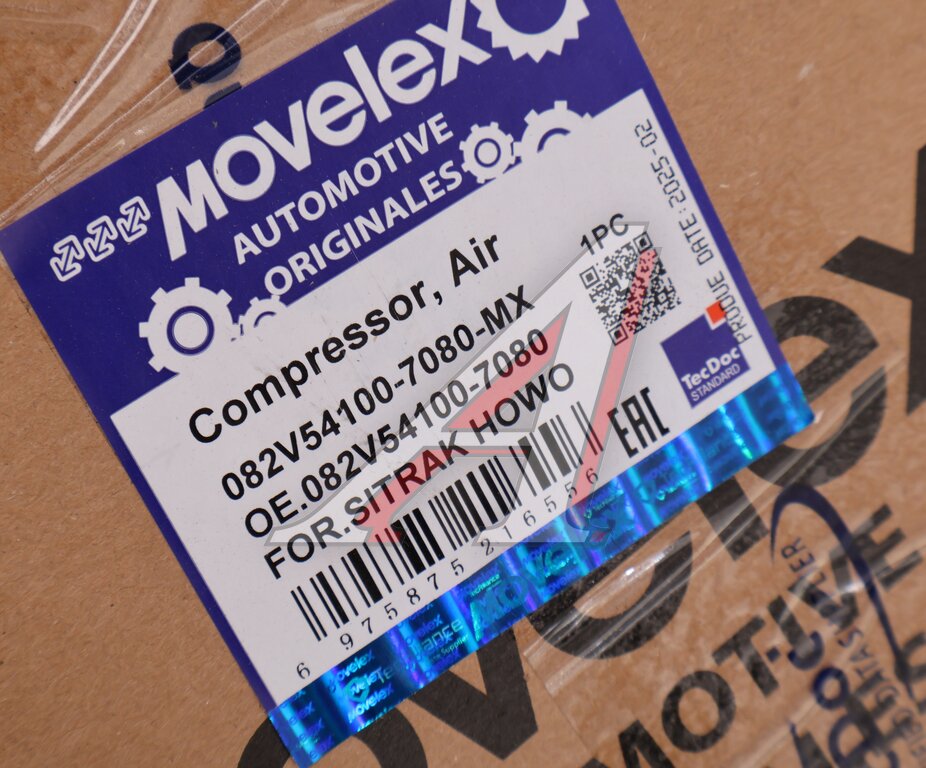 Movelex
AUTOMOTIVE
ORIGINALES
Compressor, Air
082V54100-7080-MX
OE.082V54100-7080
FOR.SITRAK HOWO
6 975875 216556
1PC
PRODUE DATE: 2025-02
TecDoc
STANDARD
EAC